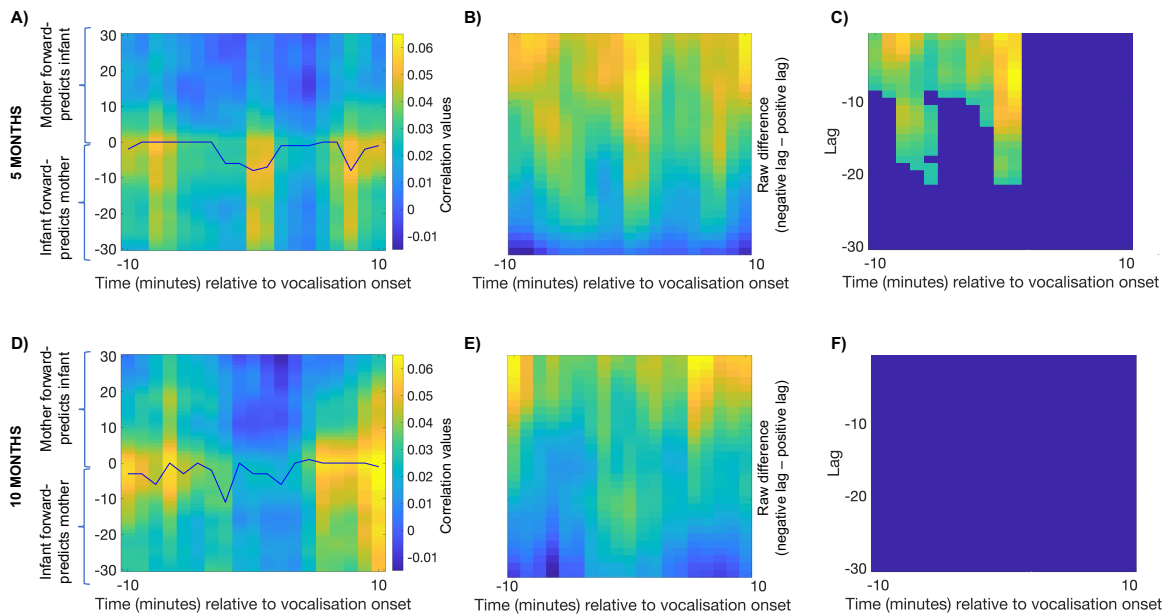 A)
5 MONTHS
Mother forward-
predicts infant
Infant forward-
predicts mother
30
20
10
0
-10
-20
-30
-10
10
Time (minutes) relative to vocalisation onset
0.06
0.05
0.04
0.03
0.02
0.01
0
-0.01
Correlation values
B)
-10
10
Time (minutes) relative to vocalisation onset
Raw difference
(negative lag – positive lag)
C)
Lag
-10
-20
-30
-10
10
Time (minutes) relative to vocalisation onset
D)
10 MONTHS
Mother forward-
predicts infant
Infant forward-
predicts mother
30
20
10
0
-10
-20
-30
-10
10
Time (minutes) relative to vocalisation onset
0.06
0.05
0.04
0.03
0.02
0.01
0
-0.01
Correlation values
E)
-10
10
Time (minutes) relative to vocalisation onset
Raw difference
(negative lag – positive lag)
F)
Lag
-10
-20
-30
-10
10
Time (minutes) relative to vocalisation onset